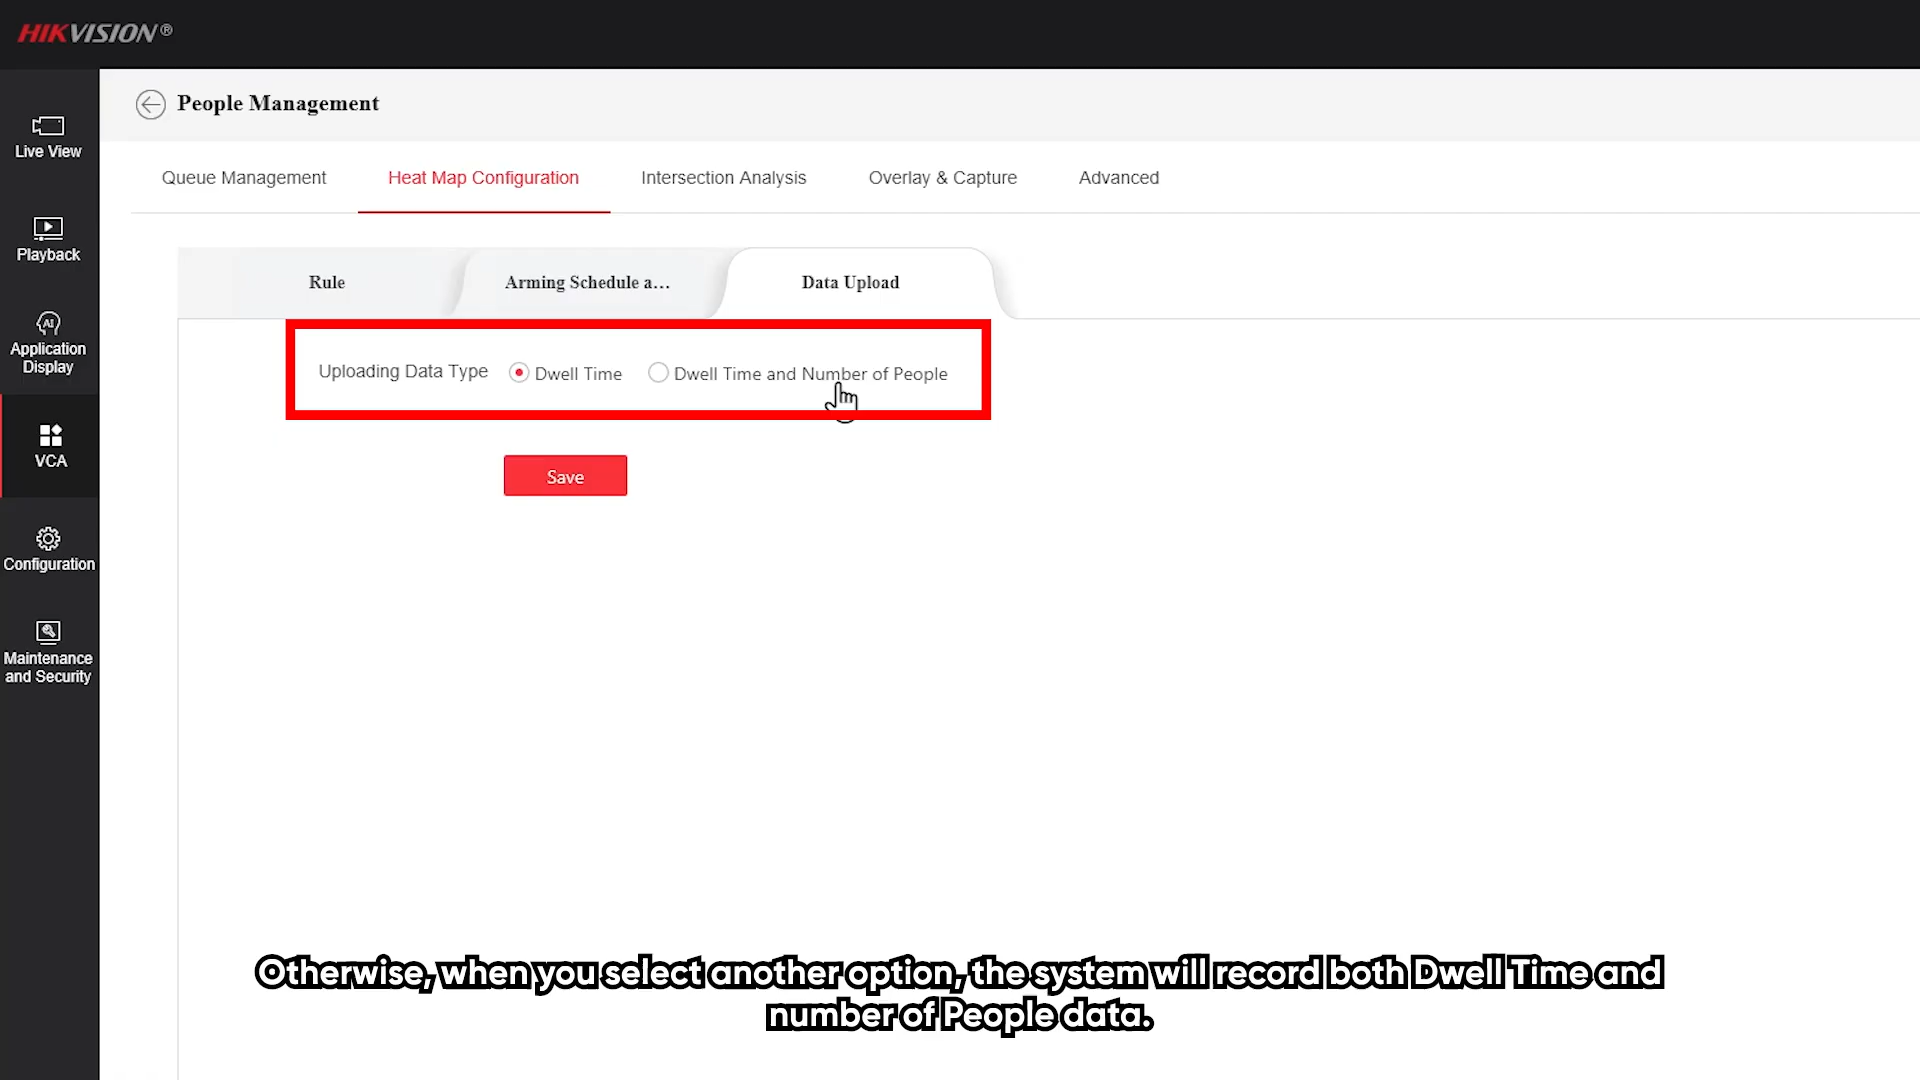 HIKVISION®
People Management
Live View
Queue Management
Heat Map Configuration
Intersection Analysis
Overlay & Capture
Advanced
Playback
Rule
Arming Schedule a...
Data Upload
AI
Application
Display
Uploading Data Type
Dwell Time
Dwell Time and Number of People
VCA
Save
Configuration
Maintenance
and Security
Otherwise, when you select another option, the system will record both Dwell Time and
number of People data.